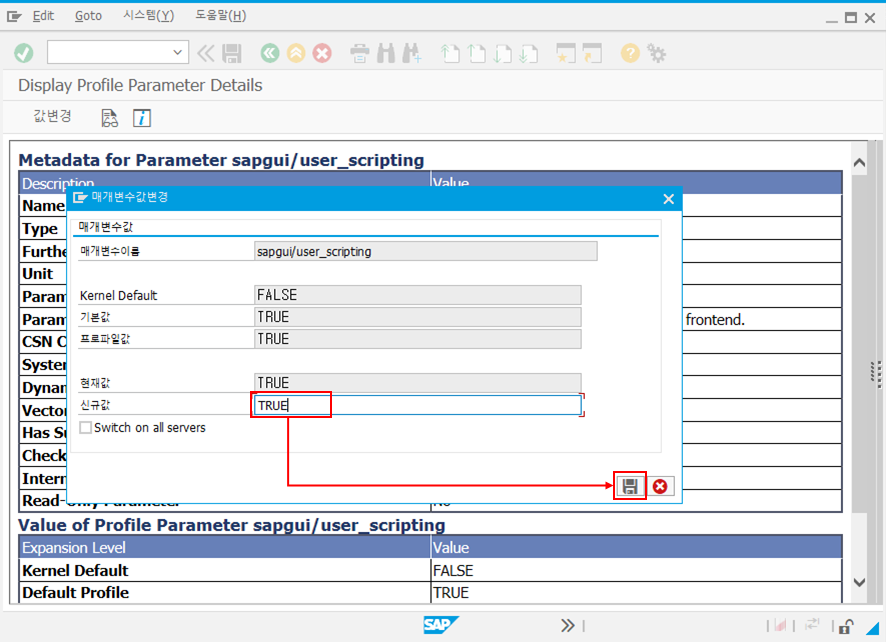 Edit Goto 시스템(Y) 도움말(H)
Display Profile Parameter Details
값변경
Metadata for Parameter sapgui/user_scripting
Description Value
매개변수값변경
Name
Type
매개변수값
Furthe
매개변수이름 sapgui/user_scripting
Unit
Param
Kernel Default FALSE
Param
기본값 TRUE
frontend.
프로파일값 TRUE
CSN C
System
현재값 TRUE
Dynam
신규값 TRUE
Vector
Switch on all servers
Has Su
Check
Intern
Read-Only Parameter No
Value of Profile Parameter sapgui/user_scripting
Expansion Level Value
Kernel Default FALSE
Default Profile TRUE
SAP